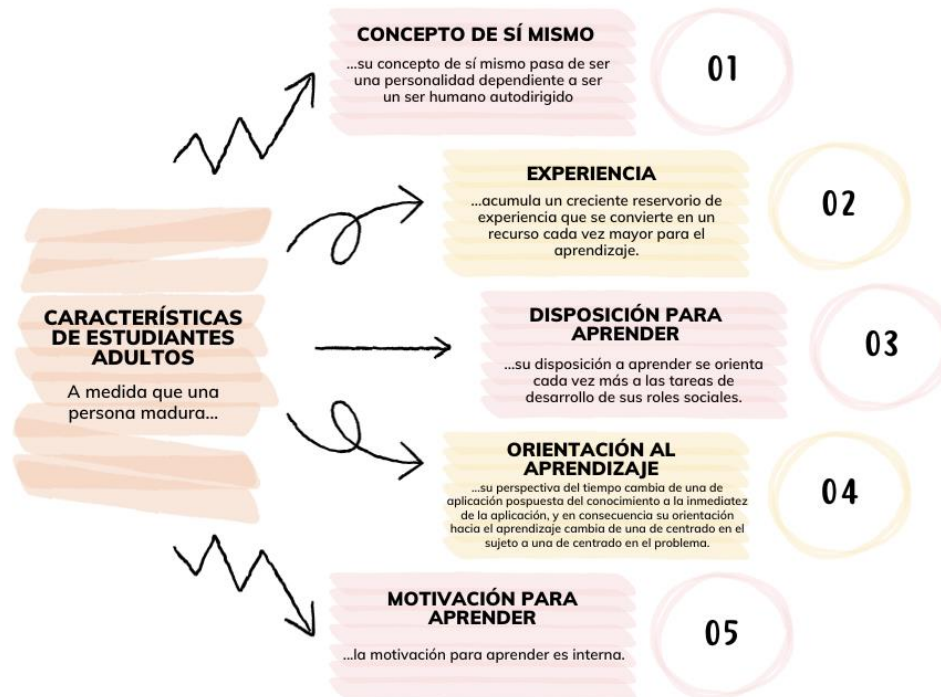 CONCEPTO DE SÍ MISMO
...su concepto de sí mismo pasa de ser
una personalidad dependiente a ser
un ser humano autodirigido
01
EXPERIENCIA
...acumula un creciente reservorio de
experiencia que se convierte en un
recurso cada vez mayor para el
aprendizaje.
02
CARACTERÍSTICAS
DE ESTUDIANTES
ADULTOS
A medida que una
persona madura...
DISPOSICIÓN PARA
APRENDER
...su disposición a aprender se orienta
cada vez más a las tareas de
desarrollo de sus roles sociales.
03
ORIENTACIÓN AL
APRENDIZAJE
...su perspectiva del tiempo cambia de una de
aplicación pospuesta del conocimiento a la inmediatez
de la aplicación, y en consecuencia su orientación
hacia el aprendizaje cambia de una de centrado en el
sujeto a una de centrado en el problema.
04
MOTIVACIÓN PARA
APRENDER
...la motivación para aprender es interna.
05